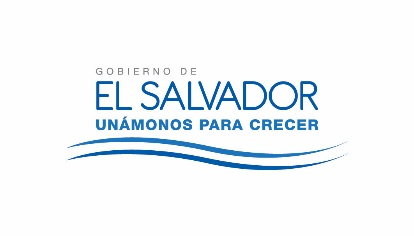 GOBIERNO DE
EL SALVADOR
UNÁMONOS PARA CRECER